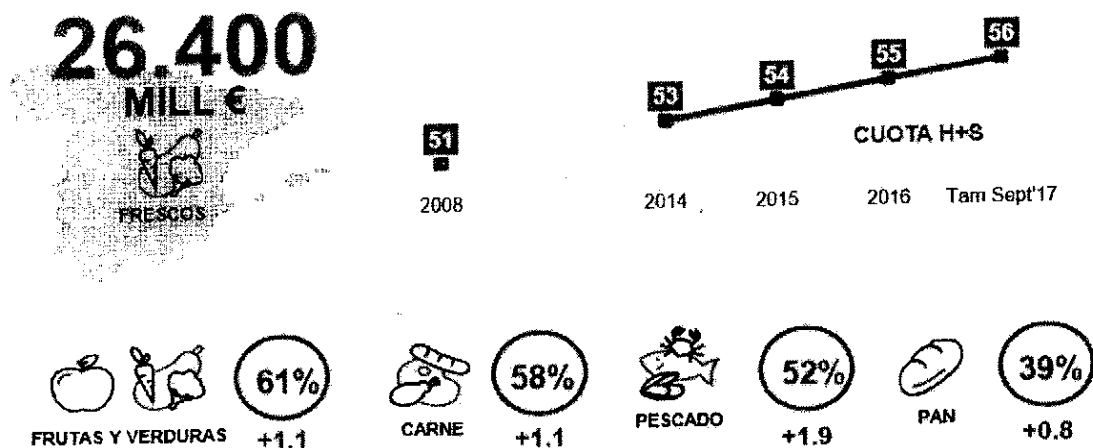 26.400
MILL €
FRESCOS
51
53
54
55
56
CUOTA H+S
2008
2014
2015
2016
Tam Sept'17
61%
58%
52%
39%
FRUTAS Y VERDURAS
+1.1
CARNE
+1.1
PESCADO
+1.9
PAN
+0.8